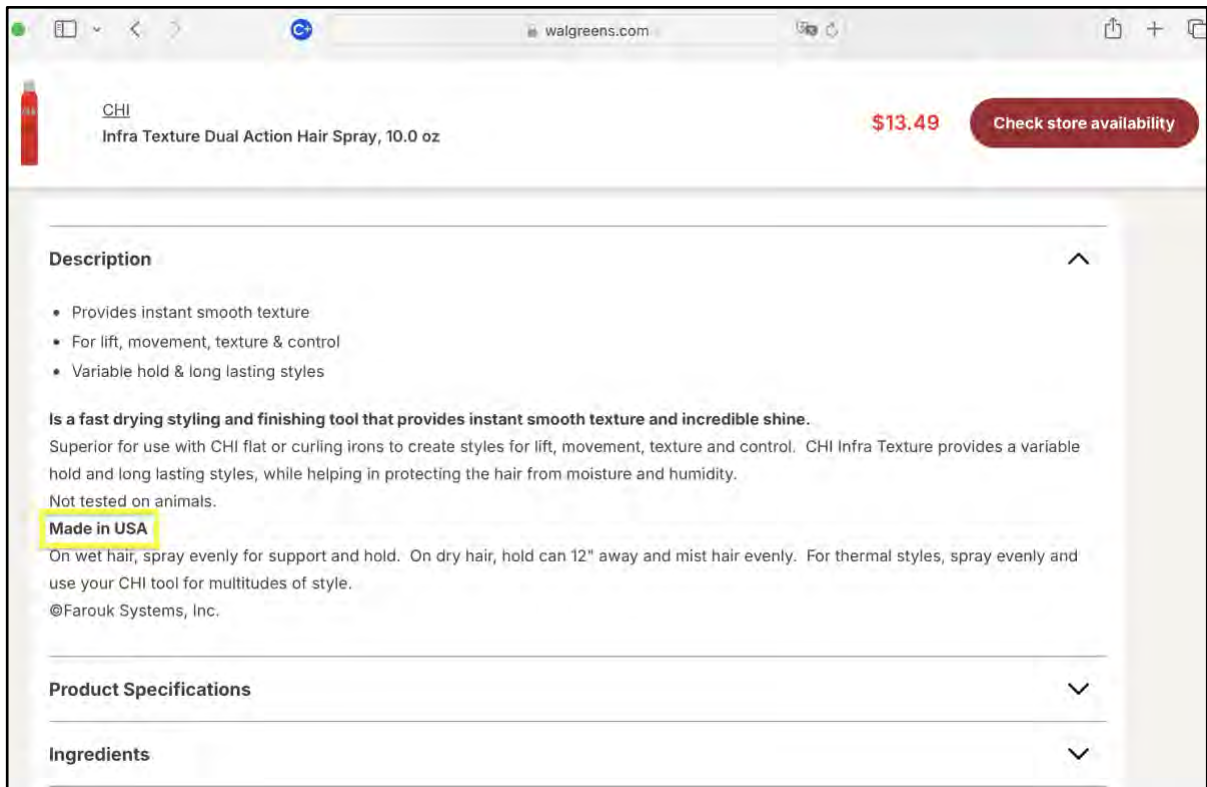 walgreens.com
CHI
Infra Texture Dual Action Hair Spray, 10.0 oz
$13.49
Check store availability
Description
• Provides instant smooth texture
• For lift, movement, texture & control
• Variable hold & long lasting styles
Is a fast drying styling and finishing tool that provides instant smooth texture and incredible shine.
Superior for use with CHI flat or curling irons to create styles for lift, movement, texture and control.  CHI Infra Texture provides a variable
hold and long lasting styles, while helping in protecting the hair from moisture and humidity.
Not tested on animals.
Made in USA
On wet hair, spray evenly for support and hold.  On dry hair, hold can 12" away and mist hair evenly.  For thermal styles, spray evenly and
use your CHI tool for multitudes of style.
©Farouk Systems, Inc.
Product Specifications
Ingredients